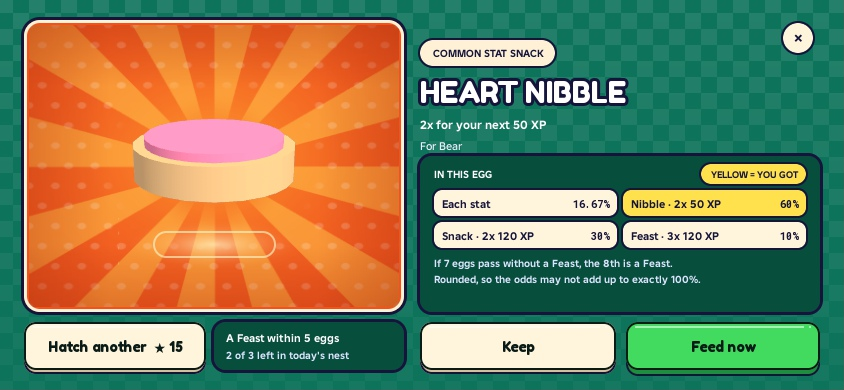 COMMON STAT SNACK
×
HEART NIBBLE
2x for your next 50 XP
For Bear
IN THIS EGG
YELLOW = YOU GOT
Each stat 16.67%
Nibble · 2x 50 XP 60%
Snack · 2x 120 XP 30%
Feast · 3x 120 XP 10%
If 7 eggs pass without a Feast, the 8th is a Feast.
Rounded, so the odds may not add up to exactly 100%.
Hatch another ★ 15
A Feast within 5 eggs
2 of 3 left in today's nest
Keep
Feed now